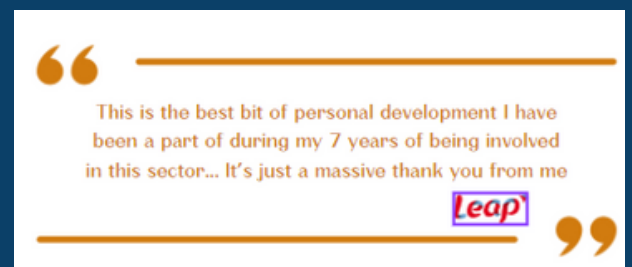 This is the best bit of personal development I have
been a part of during my 7 years of being involved
in this sector... It's just a massive thank you from me
Leap